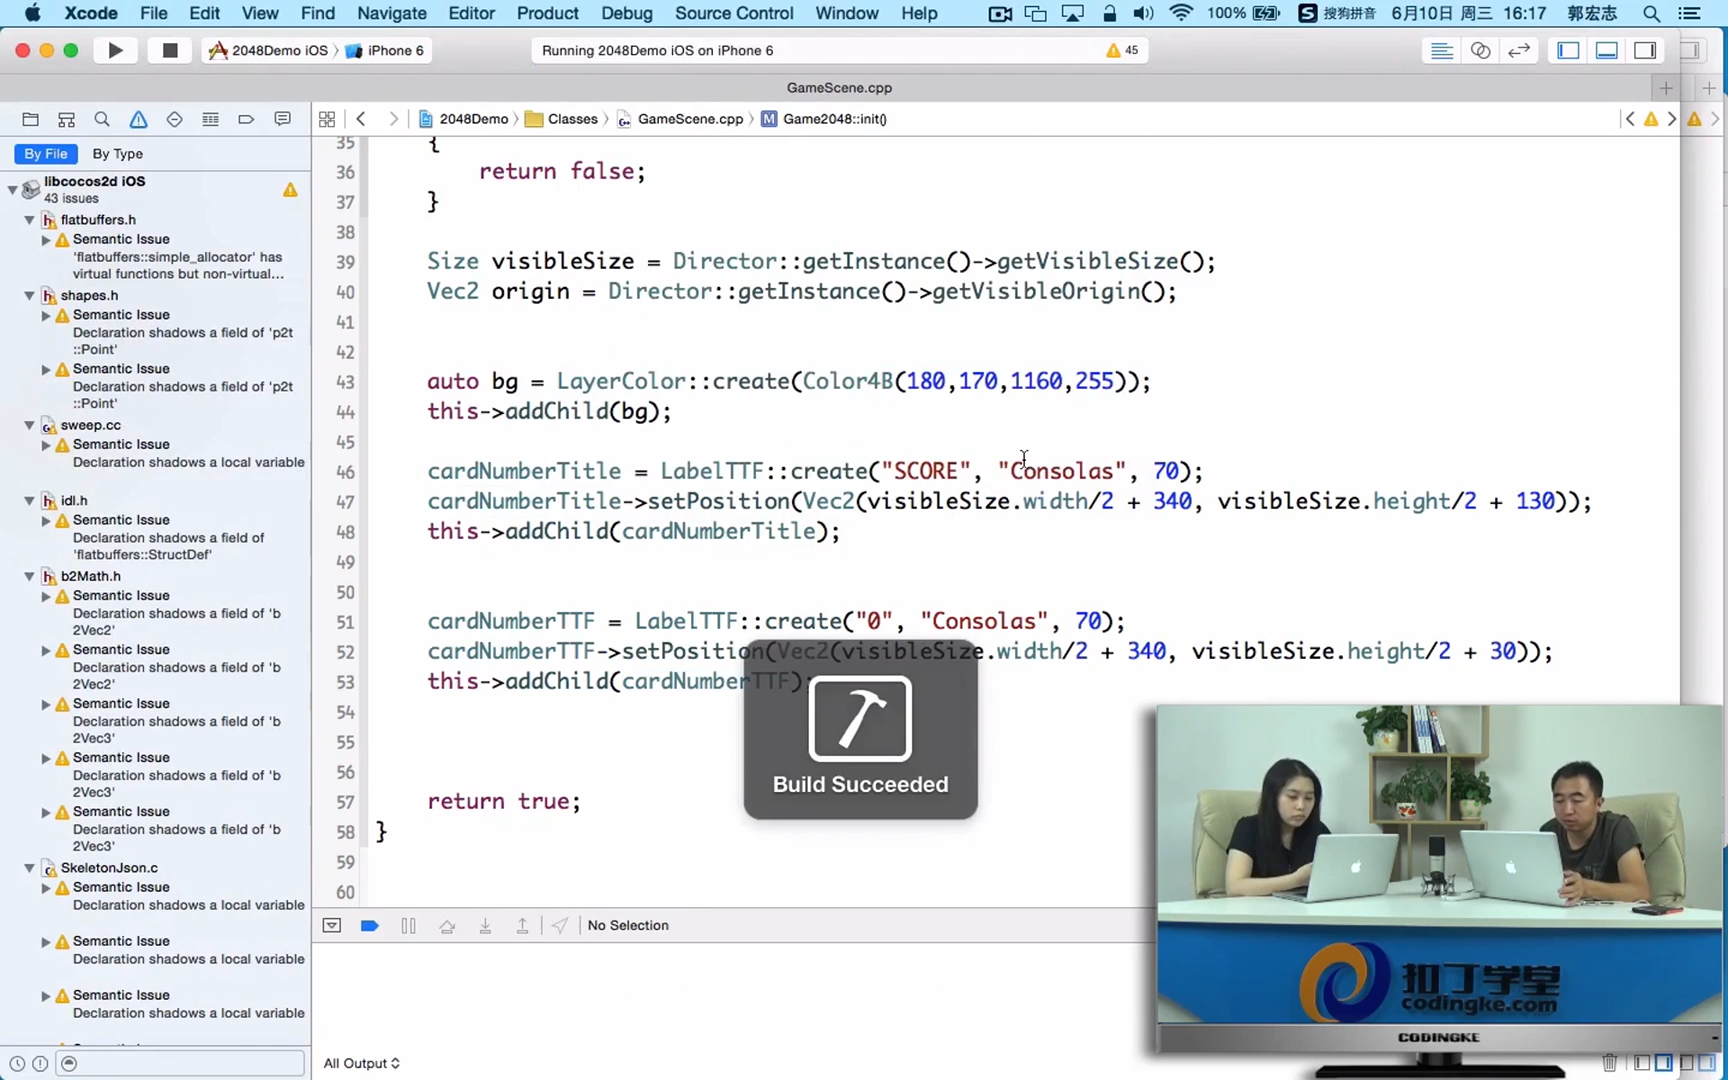 Xcode File Edit View Find Navigate Editor Product Debug Source Control Window Help 100% 搜狗拼音 6月10日 周三 16:17 郭宏志
2048Demo iOS iPhone 6 Running 2048Demo iOS on iPhone 6 45
GameScene.cpp
2048Demo Classes GameScene.cpp M Game2048::init()
By File By Type
libcocos2d iOS
43 issues
flatbuffers.h
Semantic Issue
'flatbuffers::simple_allocator' has
virtual functions but non-virtual...
shapes.h
Semantic Issue
Declaration shadows a field of 'p2t
::Point'
Semantic Issue
Declaration shadows a field of 'p2t
::Point'
sweep.cc
Semantic Issue
Declaration shadows a local variable
idl.h
Semantic Issue
Declaration shadows a field of
'flatbuffers::StructDef'
b2Math.h
Semantic Issue
Declaration shadows a field of 'b
2Vec2'
Semantic Issue
Declaration shadows a field of 'b
2Vec2'
Semantic Issue
Declaration shadows a field of 'b
2Vec3'
Semantic Issue
Declaration shadows a field of 'b
2Vec3'
Semantic Issue
Declaration shadows a field of 'b
2Vec3'
SkeletonJson.c
Semantic Issue
Declaration shadows a local variable
Semantic Issue
Declaration shadows a local variable
Semantic Issue
Declaration shadows a local variable
35 {
36 return false;
37 }
38
39 Size visibleSize = Director::getInstance()->getVisibleSize();
40 Vec2 origin = Director::getInstance()->getVisibleOrigin();
41
42
43 auto bg = LayerColor::create(Color4B(180,170,1160,255));
44 this->addChild(bg);
45
46 cardNumberTitle = LabelTTF::create("SCORE", "Consolas", 70);
47 cardNumberTitle->setPosition(Vec2(visibleSize.width/2 + 340, visibleSize.height/2 + 130));
48 this->addChild(cardNumberTitle);
49
50
51 cardNumberTTF = LabelTTF::create("0", "Consolas", 70);
52 cardNumberTTF->setPosition(Vec2(visibleSize.width/2 + 340, visibleSize.height/2 + 30));
53 this->addChild(cardNumberTTF);
54
55
56
57 return true;
58 }
59
60
Build Succeeded
No Selection
All Output
扣丁学堂
codingke.com
CODINGKE